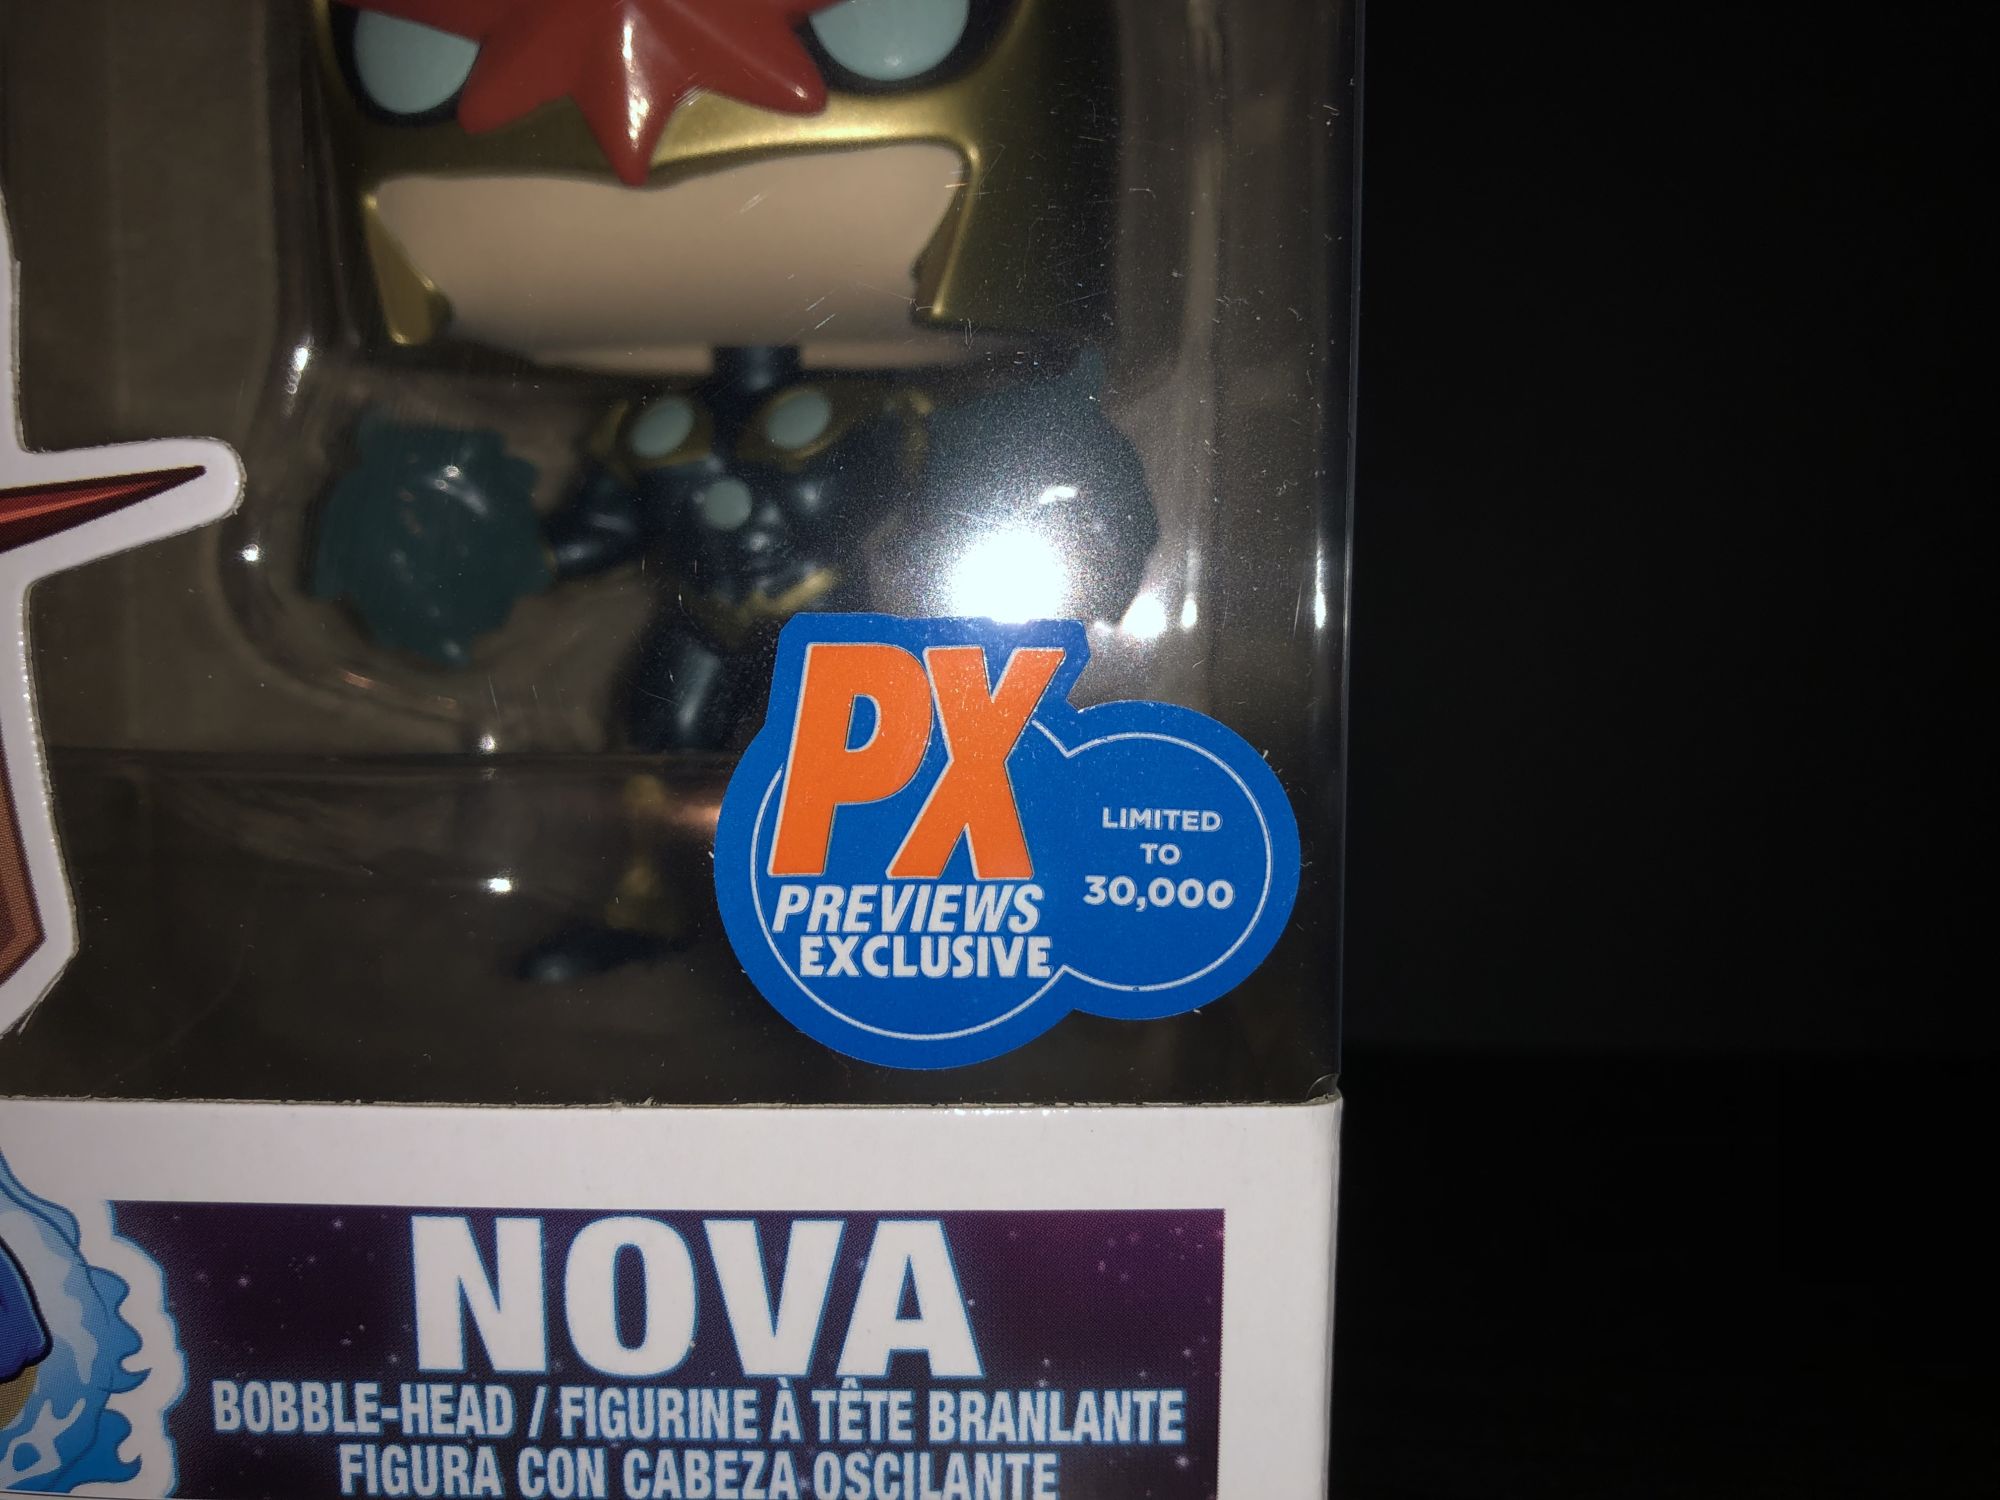 PX
PREVIEWS
EXCLUSIVE
LIMITED
TO
30,000
NOVA
BOBBLE-HEAD / FIGURINE À TÊTE BRANLANTE
FIGURA CON CABEZA OSCILANTE